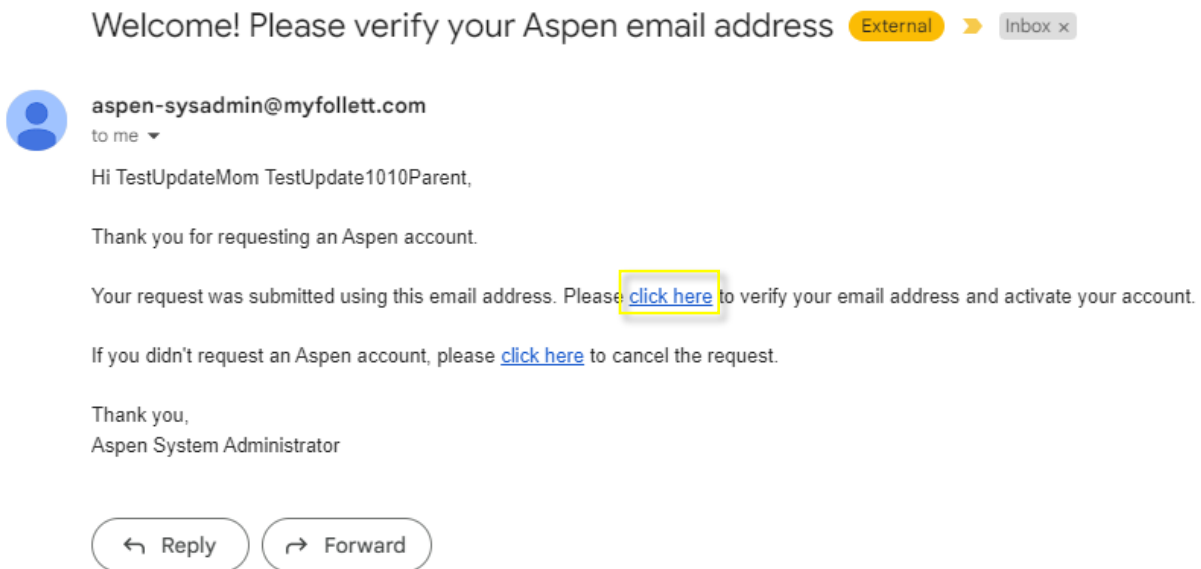 Welcome! Please verify your Aspen email address External Inbox x
aspen-sysadmin@myfollett.com
to me
Hi TestUpdateMom TestUpdate1010Parent,
Thank you for requesting an Aspen account.
Your request was submitted using this email address. Please click here to verify your email address and activate your account.
If you didn't request an Aspen account, please click here to cancel the request.
Thank you,
Aspen System Administrator
Reply Forward